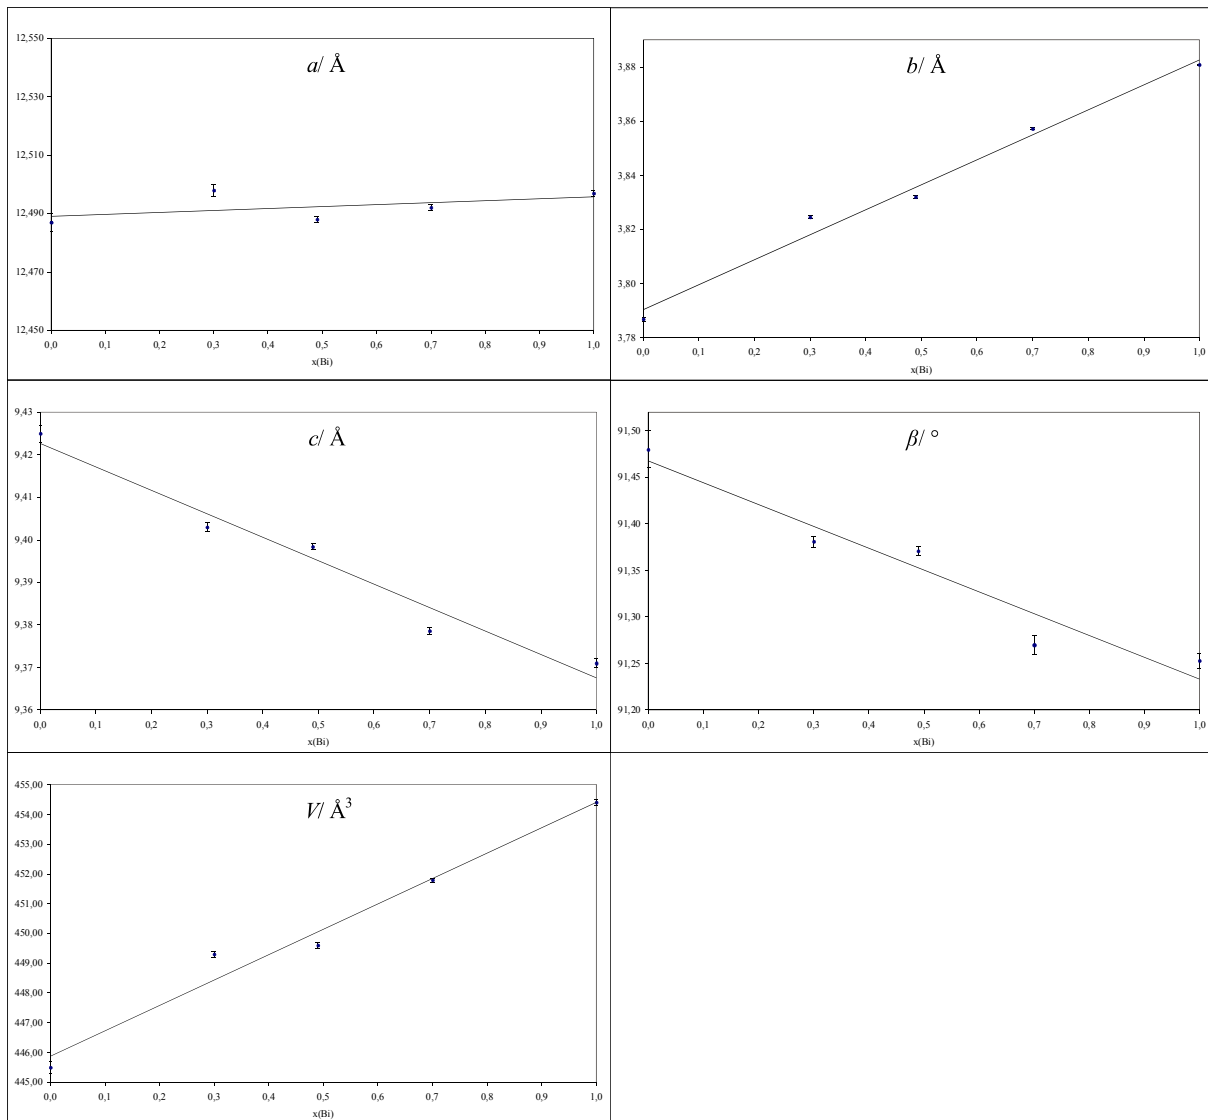 a/ Å
12,550
12,530
12,510
12,490
12,470
12,450
0,0 0,1 0,2 0,3 0,4 0,5 0,6 0,7 0,8 0,9 1,0
x(Bi)
b/ Å
3,88
3,86
3,84
3,82
3,80
3,78
0,0 0,1 0,2 0,3 0,4 0,5 0,6 0,7 0,8 0,9 1,0
x(Bi)
c/ Å
9,43
9,42
9,41
9,40
9,39
9,38
9,37
9,36
0,0 0,1 0,2 0,3 0,4 0,5 0,6 0,7 0,8 0,9 1,0
x(Bi)
β/ °
91,50
91,45
91,40
91,35
91,30
91,25
91,20
0,0 0,1 0,2 0,3 0,4 0,5 0,6 0,7 0,8 0,9 1,0
x(Bi)
V/ Å³
455,00
454,00
453,00
452,00
451,00
450,00
449,00
448,00
447,00
446,00
445,00
0,0 0,1 0,2 0,3 0,4 0,5 0,6 0,7 0,8 0,9 1,0
x(Bi)